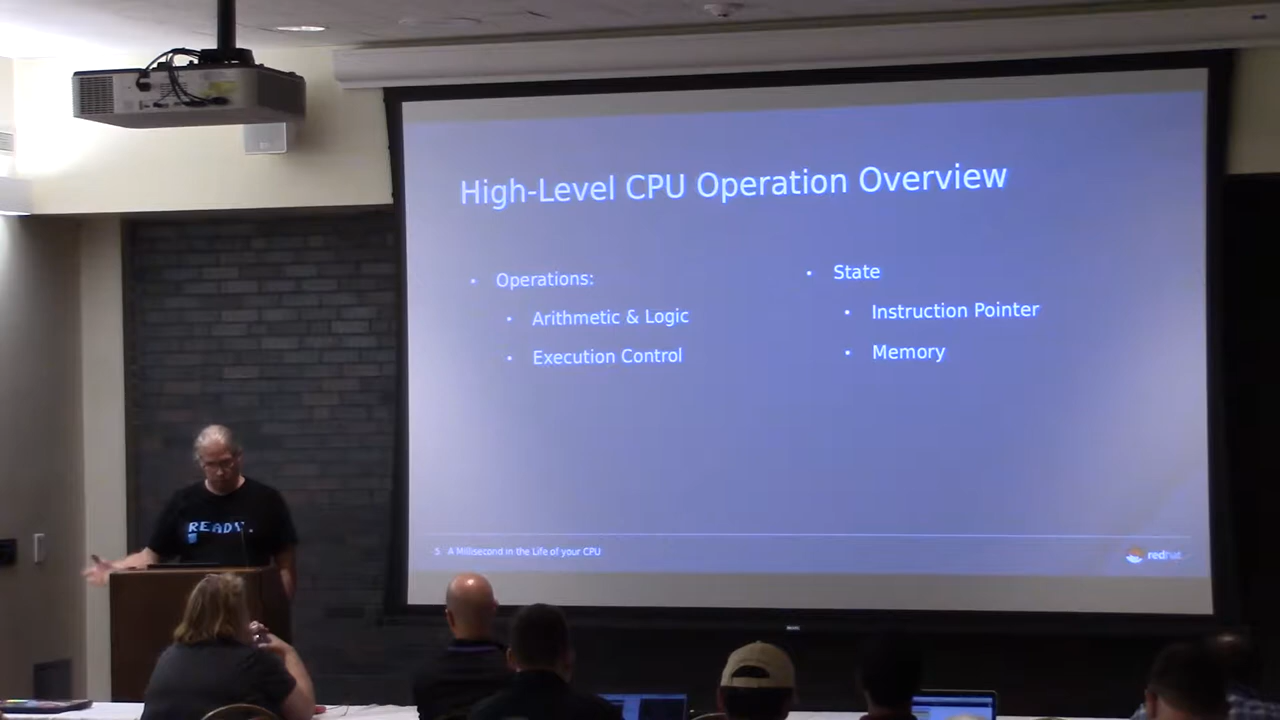 High-Level CPU Operation Overview
• Operations:
• Arithmetic & Logic
• Execution Control
• State
• Instruction Pointer
• Memory
5 A Millisecond in the Life of your CPU
redhat
READY.